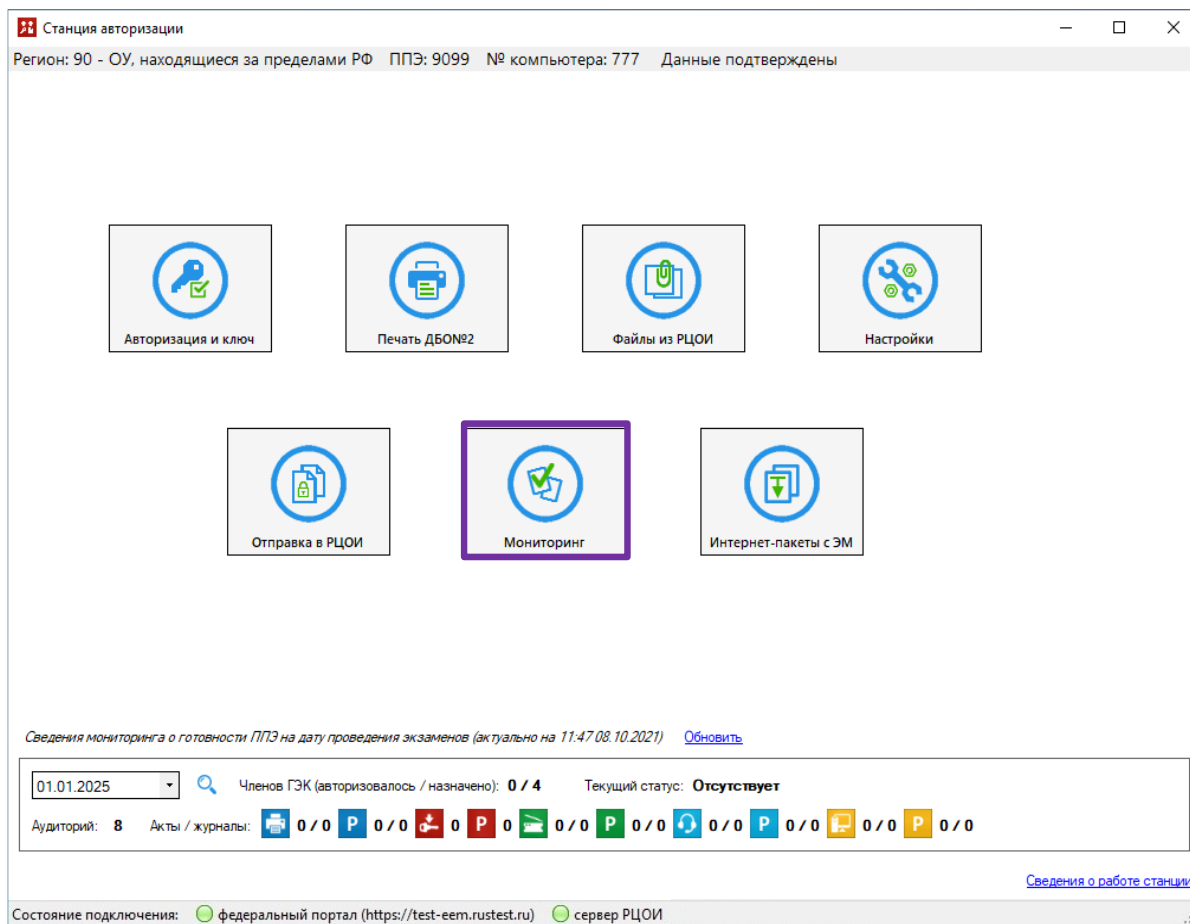 Станция авторизации
Регион: 90 - ОУ, находящиеся за пределами РФ ППЭ: 9099 № компьютера: 777 Данные подтверждены
Авторизация и ключ Печать ДБО№2 Файлы из РЦОИ Настройки
Отправка в РЦОИ Мониторинг Интернет-пакеты с ЭМ
Сведения мониторинга о готовности ППЭ на дату проведения экзаменов (актуально на 11:47 08.10.2021) Обновить
01.01.2025 Членов ГЭК (авторизовалось / назначено): 0 / 4 Текущий статус: Отсутствует
Аудиторий: 8 Акты / журналы: 0 / 0 P 0 / 0 0 P 0 0 / 0 P 0 / 0 0 / 0 P 0 / 0 0 / 0 P 0 / 0
Сведения о работе станции
Состояние подключения: федеральный портал (https://test-eem.rustest.ru) сервер РЦОИ